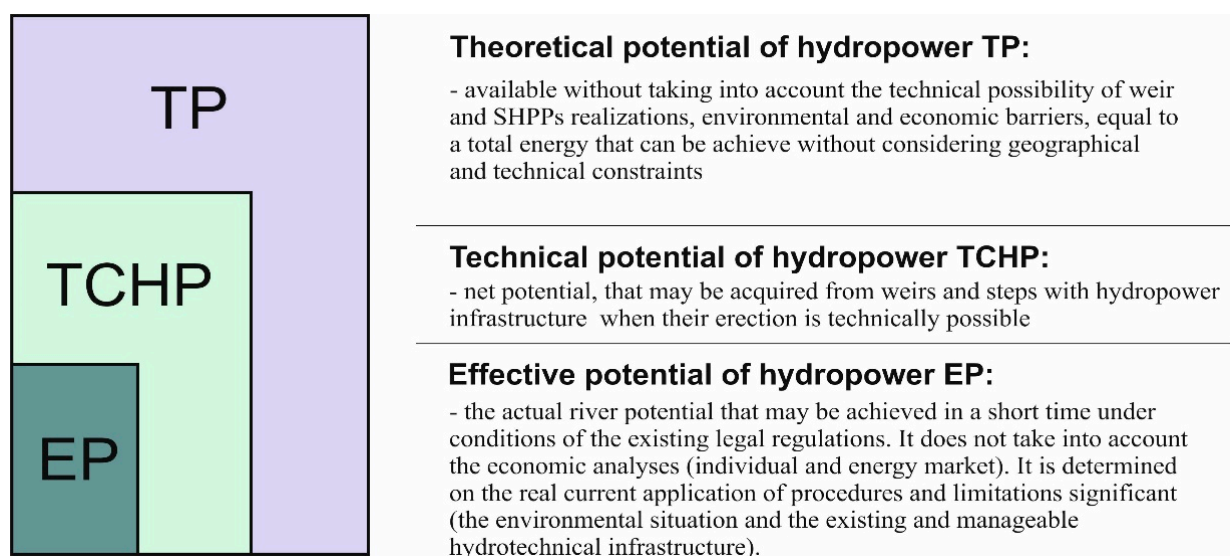 TP
TCHP
EP
Theoretical potential of hydropower TP:
- available without taking into account the technical possibility of weir
and SHPPs realizations, environmental and economic barriers, equal to
a total energy that can be achieve without considering geographical
and technical constraints
Technical potential of hydropower TCHP:
- net potential, that may be acquired from weirs and steps with hydropower
infrastructure when their erection is technically possible
Effective potential of hydropower EP:
- the actual river potential that may be achieved in a short time under
conditions of the existing legal regulations. It does not take into account
the economic analyses (individual and energy market). It is determined
on the real current application of procedures and limitations significant
(the environmental situation and the existing and manageable
hydrotechnical infrastructure).